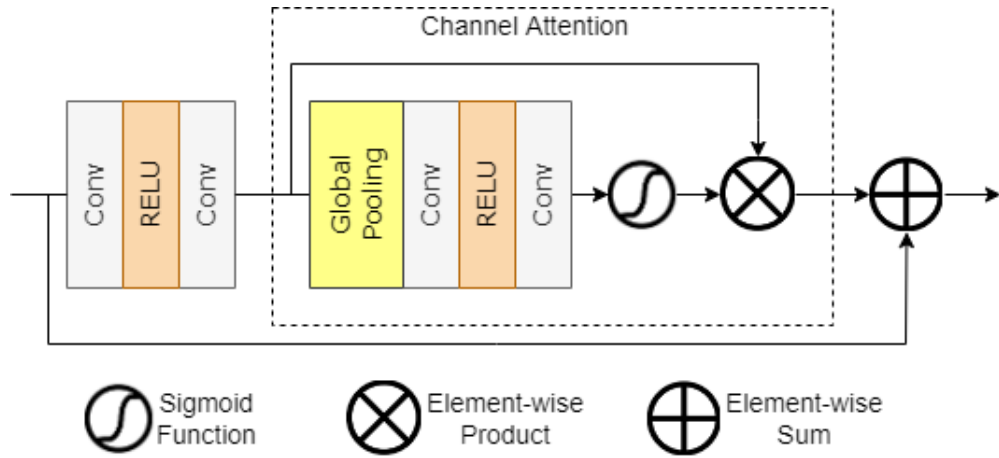 Channel Attention
Conv
RELU
Conv
Global
Pooling
Conv
RELU
Conv
Sigmoid
Function
Element-wise
Product
Element-wise
Sum